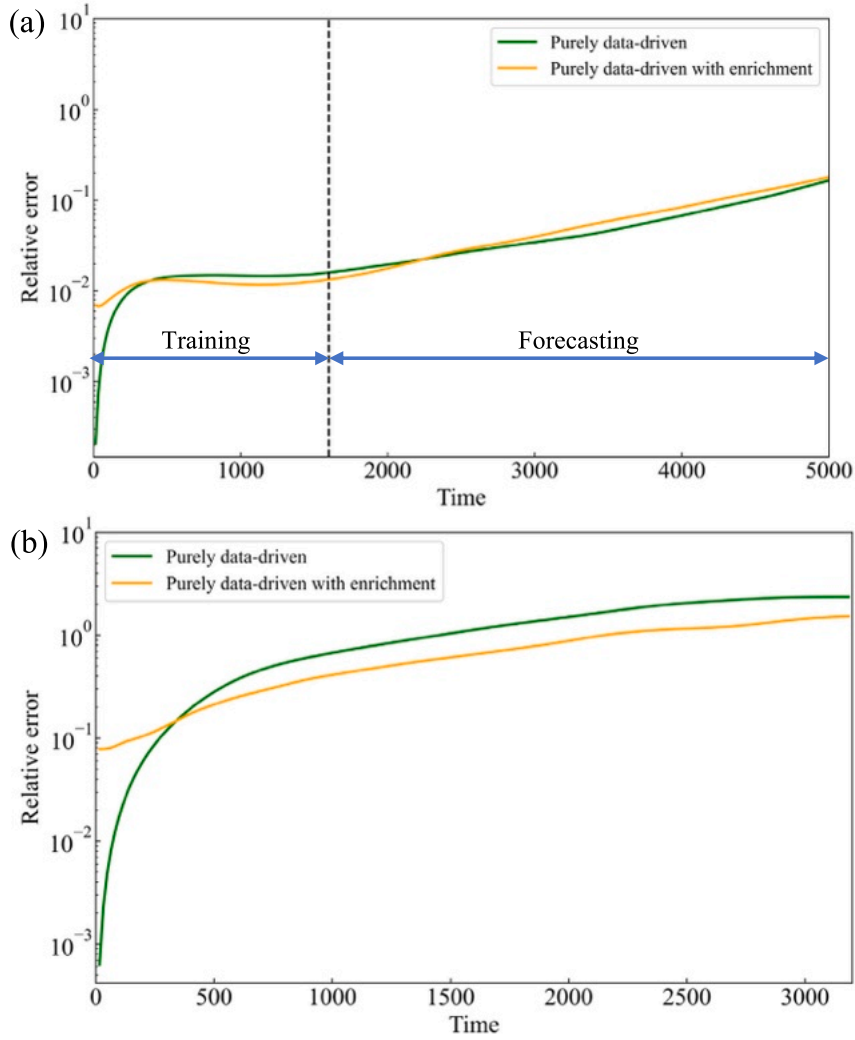 (a)
Purely data-driven
Purely data-driven with enrichment
10^1
10^0
10^−1
10^−2
10^−3
Relative error
Training
Forecasting
0 1000 2000 3000 4000 5000
Time
(b)
Purely data-driven
Purely data-driven with enrichment
10^1
10^0
10^−1
10^−2
10^−3
Relative error
0 500 1000 1500 2000 2500 3000
Time